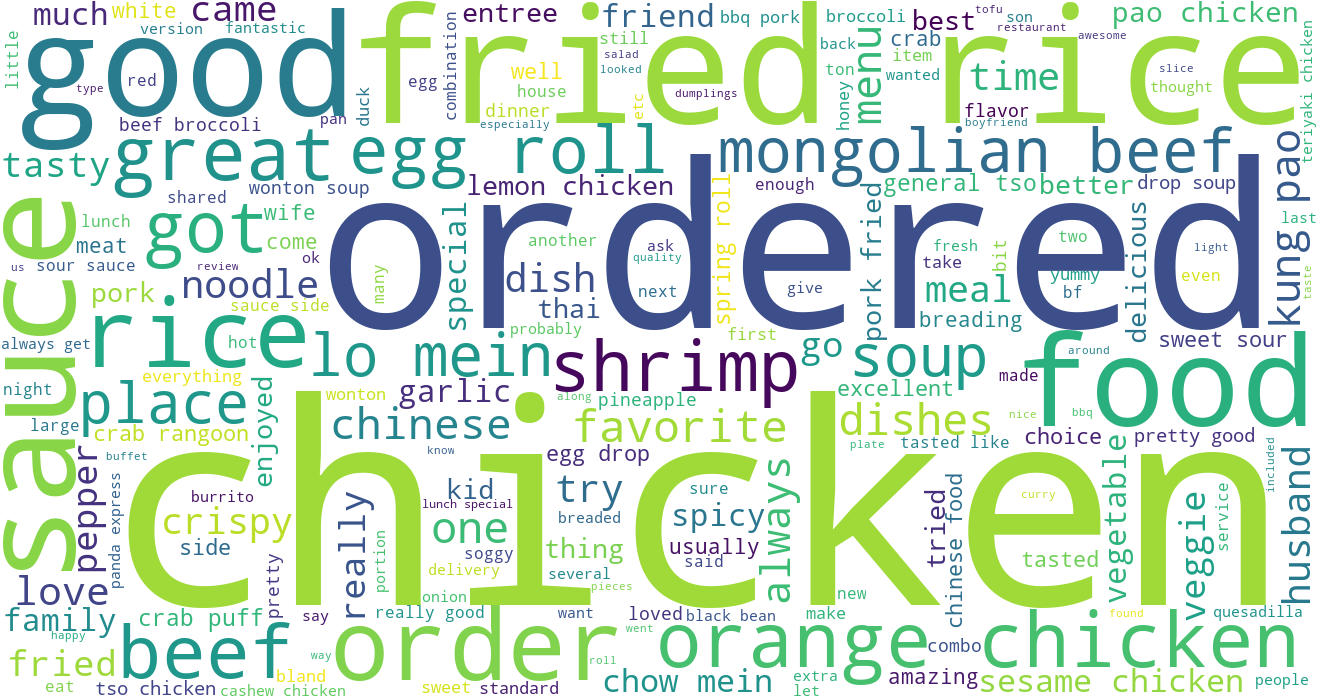 much
white
came
entree
friend
bbq pork
broccoli
best
tofu
son
pao chicken
version
fantastic
restaurant
awesome
little
good
fried rice
still
salad
looked
back
crab
item
wanted
menu
time
type
red
egg
combination
well
house
etc
dumplings
ton
honey
slice
thought
teriyaki chicken
dinner
flavor
boyfriend
beef broccoli
pan
duck
especially
tasty
great
egg roll
mongolian beef
kung pao
shared
wonton soup
lemon chicken
spring roll
enough
pork fried
general tso
better
drop soup
lunch
got
wife
special
ordered
another
ask
quality
fresh
two
delicious
light
last
meat
come
ok
dish
next
give
take
bit
yummy
bf
even
taste
us
sour sauce
review
many
noodle
thai
meal
sauce
pork
sauce side
probably
first
breading
sweet sour
always get
rice
hot
lo mein
shrimp
go
soup
around
food
night
everything
made
place
enjoyed
wonton
garlic
along
pineapple
excellent
nice
bbq
large
crab rangoon
chinese
favorite
dishes
plate
tasted like
choice
pretty good
buffet
pepper
know
egg drop
included
panda express
chicken
burrito
really
kid
lunch special
try
sure
always
tried
curry
vegetable
veggie
service
husband
crispy
one
breaded
spicy
chinese food
side
soggy
thing
usually
said
tasted
love
pretty
portion
delivery
several
pieces
family
crab puff
say
onion
really good
want
loved
black bean
make
new
found
quesadilla
happy
beef
order
went
orange chicken
combo
fried
way
roll
bland
eat
tso chicken
cashew chicken
sweet
standard
chow mein
extra
let
amazing
sesame chicken
people